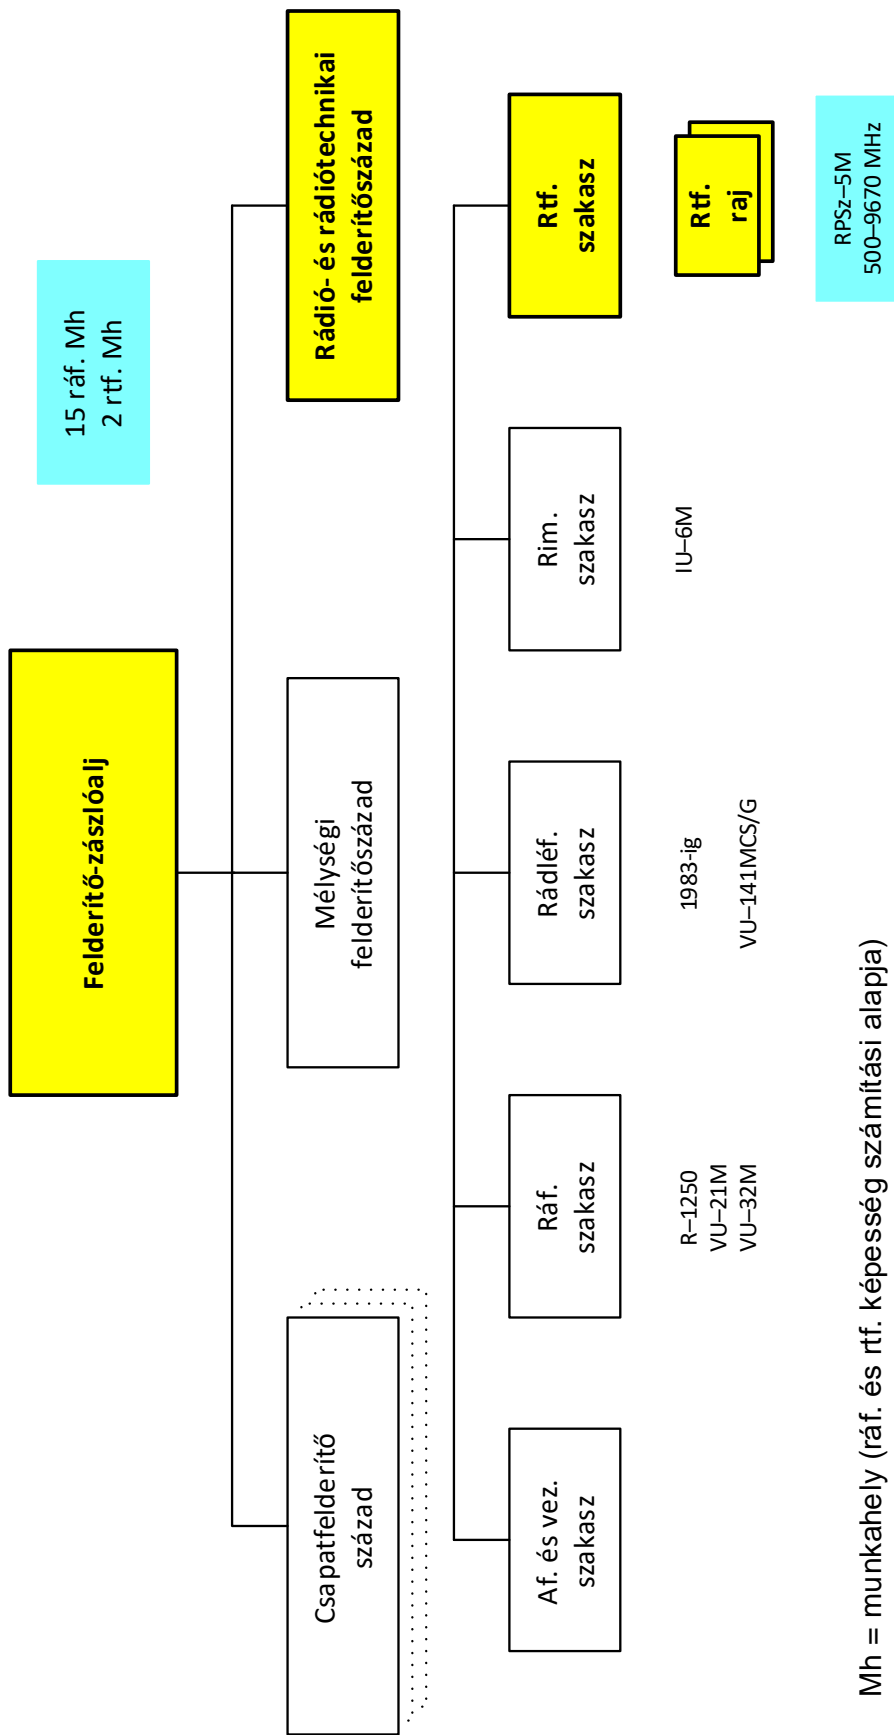 Felderítő-zászlóalj
15 ráf. Mh
2 rtf. Mh
Csapatfelderítő
század
Mélységi
felderítőszázad
Rádió- és rádiótechnikai
felderítőszázad
Af. és vez.
szakasz
Ráf.
szakasz
Rádléf.
szakasz
Rim.
szakasz
Rtf.
szakasz
R–1250
VU–21M
VU–32M
1983-ig
VU–141MCS/G
IU–6M
Rtf.
raj
RPSz–5M
500–9670 MHz
Mh = munkahely (ráf. és rtf. képesség számítási alapja)